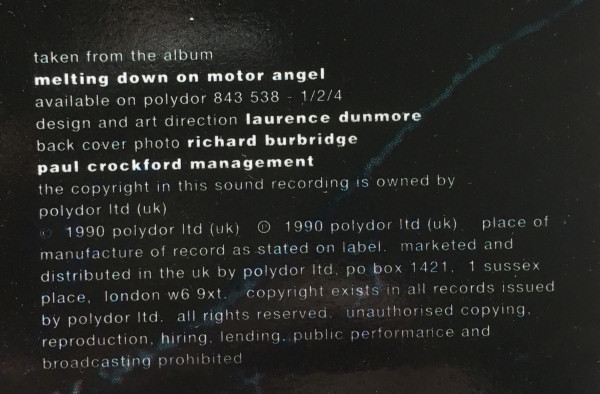 taken from the album
melting down on motor angel
available on polydor 843 538 - 1/2/4
design and art direction laurence dunmore
back cover photo richard burbridge
paul crockford management
the copyright in this sound recording is owned by
polydor ltd (uk)
© 1990 polydor ltd (uk) ℗ 1990 polydor ltd (uk) place of
manufacture of record as stated on label. marketed and
distributed in the uk by polydor ltd, po box 1421, 1 sussex
place, london w6 9xt. copyright exists in all records issued
by polydor ltd. all rights reserved. unauthorised copying,
reproduction, hiring, lending, public performance and
broadcasting prohibited